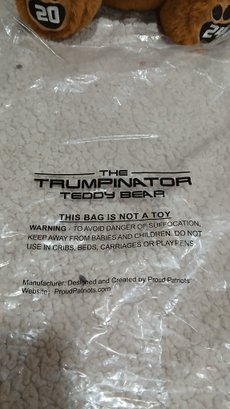 20
24
THE
TRUMPINATOR
TEDDY BEAR
THIS BAG IS NOT A TOY
WARNING - TO AVOID DANGER OF SUFFOCATION,
KEEP AWAY FROM BABIES AND CHILDREN. DO NOT
USE IN CRIBS, BEDS, CARRIAGES OR PLAYPENS.
Manufacturer: Designed and Created by Proud Patriots
Website: ProudPatriots.com